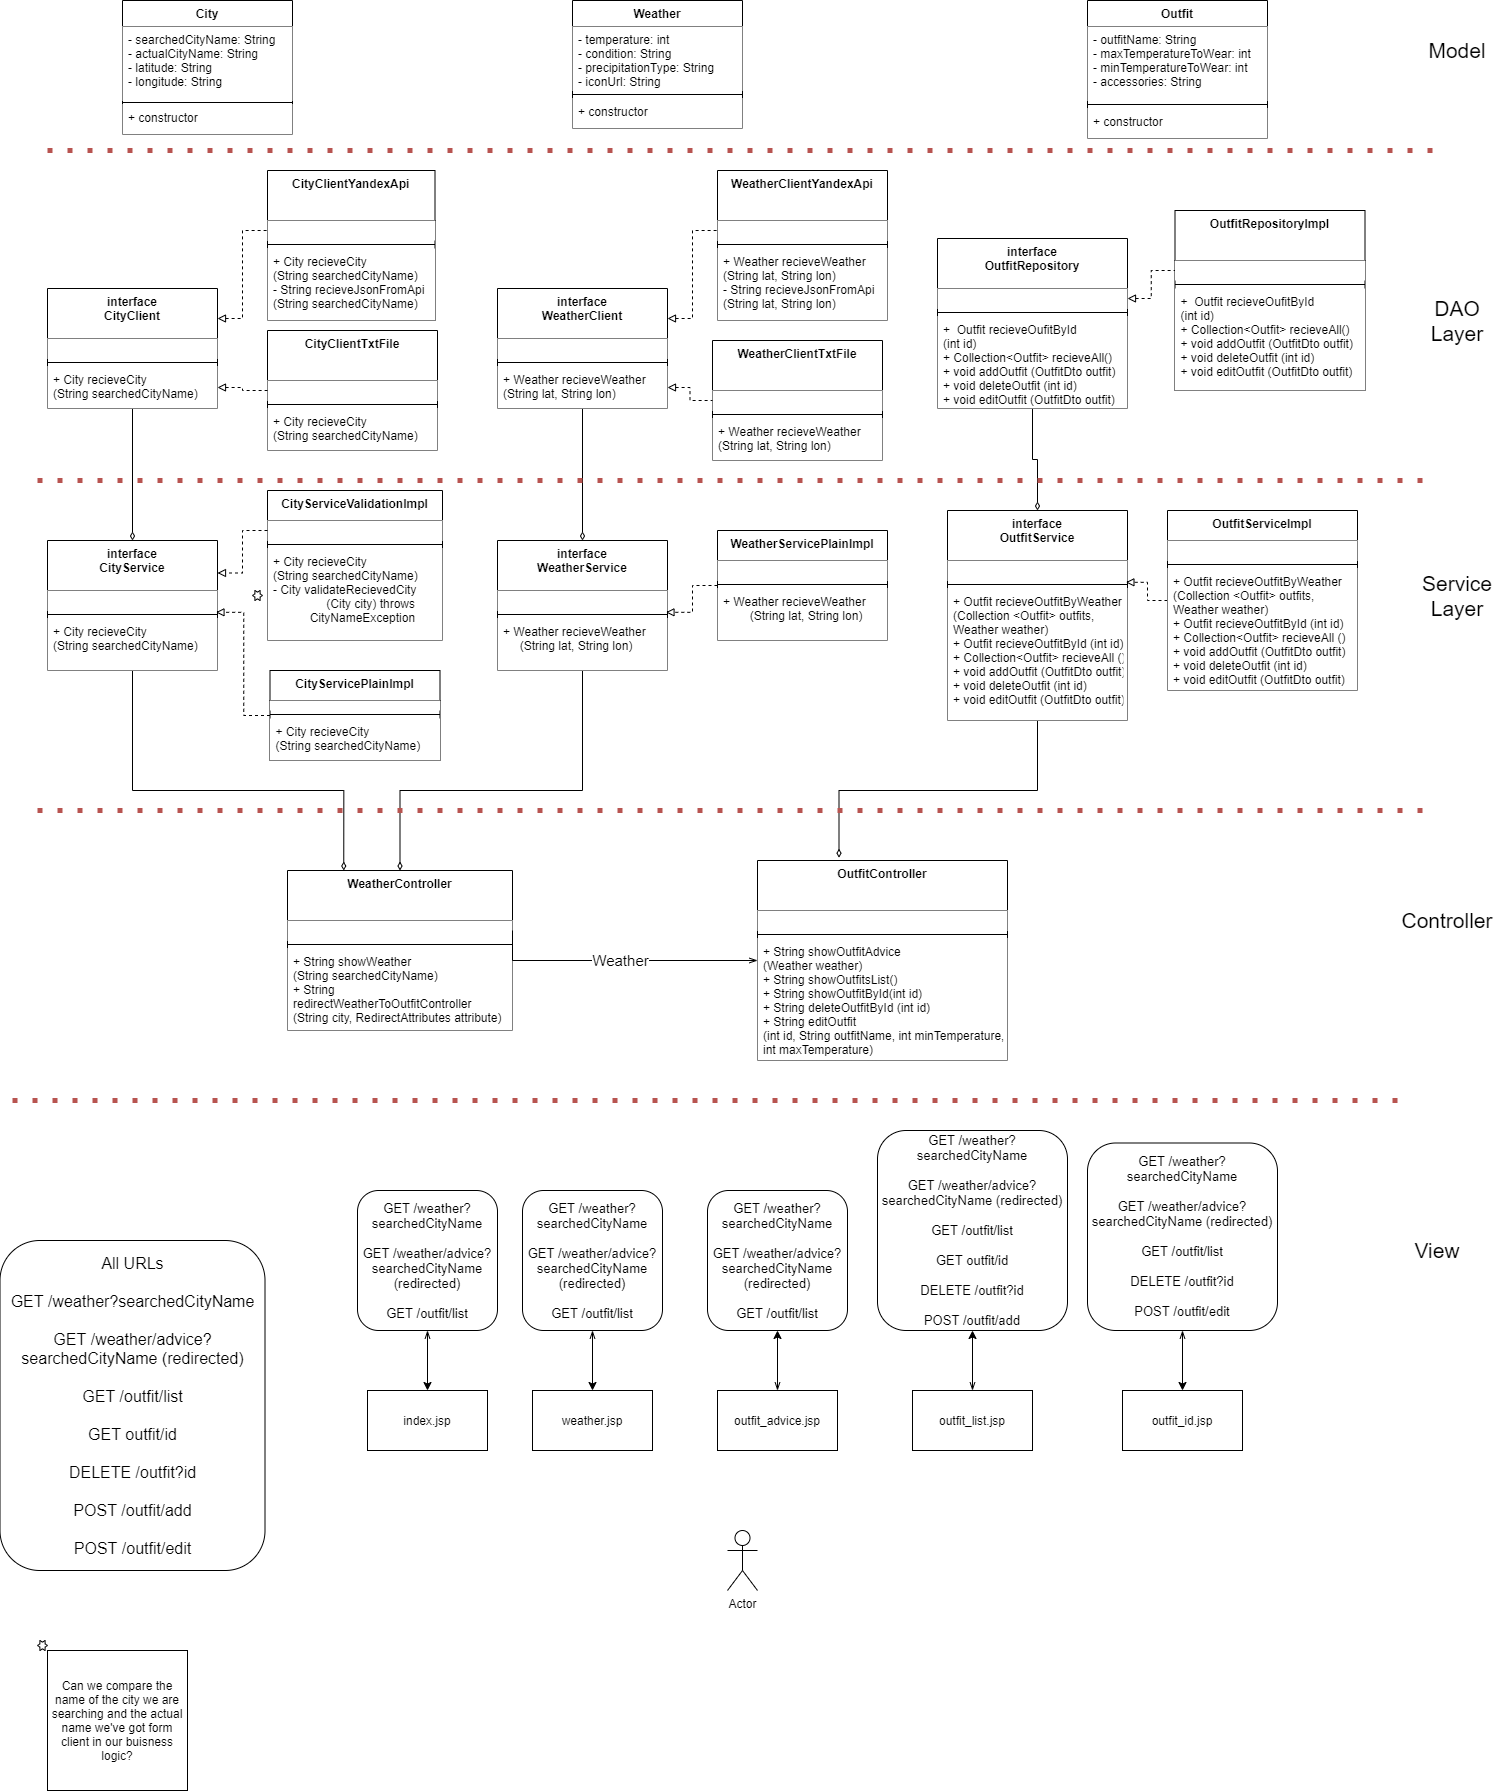 City
- searchedCityName: String
- actualCityName: String
- latitude: String
- longitude: String
+ constructor
Weather
- temperature: int
- condition: String
- precipitationType: String
- iconUrl: String
+ constructor
Outfit
- outfitName: String
- maxTemperatureToWear: int
- minTemperatureToWear: int
- accessories: String
+ constructor
Model
CityClientYandexApi
+ City recieveCity
(String searchedCityName)
- String recieveJsonFromApi
(String searchedCityName)
interface
CityClient
+ City recieveCity
(String searchedCityName)
CityClientTxtFile
+ City recieveCity
(String searchedCityName)
WeatherClientYandexApi
+ Weather recieveWeather
(String lat, String lon)
- String recieveJsonFromApi
(String lat, String lon)
interface
WeatherClient
+ Weather recieveWeather
(String lat, String lon)
WeatherClientTxtFile
+ Weather recieveWeather
(String lat, String lon)
interface
OutfitRepository
+  Outfit recieveOufitById
(int id)
+ Collection<Outfit> recieveAll()
+ void addOutfit (OutfitDto outfit)
+ void deleteOutfit (int id)
+ void editOutfit (OutfitDto outfit)
OutfitRepositoryImpl
+  Outfit recieveOufitById
(int id)
+ Collection<Outfit> recieveAll()
+ void addOutfit (OutfitDto outfit)
+ void deleteOutfit (int id)
+ void editOutfit (OutfitDto outfit)
DAO
Layer
CityServiceValidationImpl
+ City recieveCity
(String searchedCityName)
- City validateRecievedCity
(City city) throws
CityNameException
interface
CityService
+ City recieveCity
(String searchedCityName)
CityServicePlainImpl
+ City recieveCity
(String searchedCityName)
interface
WeatherService
+ Weather recieveWeather
(String lat, String lon)
WeatherServicePlainImpl
+ Weather recieveWeather
(String lat, String lon)
interface
OutfitService
+ Outfit recieveOutfitByWeather
(Collection <Outfit> outfits,
Weather weather)
+ Outfit recieveOutfitById (int id)
+ Collection<Outfit> recieveAll ()
+ void addOutfit (OutfitDto outfit)
+ void deleteOutfit (int id)
+ void editOutfit (OutfitDto outfit)
OutfitServiceImpl
+ Outfit recieveOutfitByWeather
(Collection <Outfit> outfits,
Weather weather)
+ Outfit recieveOutfitById (int id)
+ Collection<Outfit> recieveAll ()
+ void addOutfit (OutfitDto outfit)
+ void deleteOutfit (int id)
+ void editOutfit (OutfitDto outfit)
Service
Layer
WeatherController
+ String showWeather
(String searchedCityName)
+ String
redirectWeatherToOutfitController
(String city, RedirectAttributes attribute)
Weather
OutfitController
+ String showOutfitAdvice
(Weather weather)
+ String showOutfitsList()
+ String showOutfitById(int id)
+ String deleteOutfitById (int id)
+ String editOutfit
(int id, String outfitName, int minTemperature,
int maxTemperature)
Controller
All URLs
GET /weather?searchedCityName
GET /weather/advice?
searchedCityName (redirected)
GET /outfit/list
GET outfit/id
DELETE /outfit?id
POST /outfit/add
POST /outfit/edit
GET /weather?
searchedCityName
GET /weather/advice?
searchedCityName
(redirected)
GET /outfit/list
index.jsp
GET /weather?
searchedCityName
GET /weather/advice?
searchedCityName
(redirected)
GET /outfit/list
weather.jsp
GET /weather?
searchedCityName
GET /weather/advice?
searchedCityName
(redirected)
GET /outfit/list
outfit_advice.jsp
GET /weather?
searchedCityName
GET /weather/advice?
searchedCityName (redirected)
GET /outfit/list
GET outfit/id
DELETE /outfit?id
POST /outfit/add
outfit_list.jsp
GET /weather?
searchedCityName
GET /weather/advice?
searchedCityName (redirected)
GET /outfit/list
DELETE /outfit?id
POST /outfit/edit
outfit_id.jsp
View
Actor
Can we compare the
name of the city we are
searching and the actual
name we've got form
client in our buisness
logic?